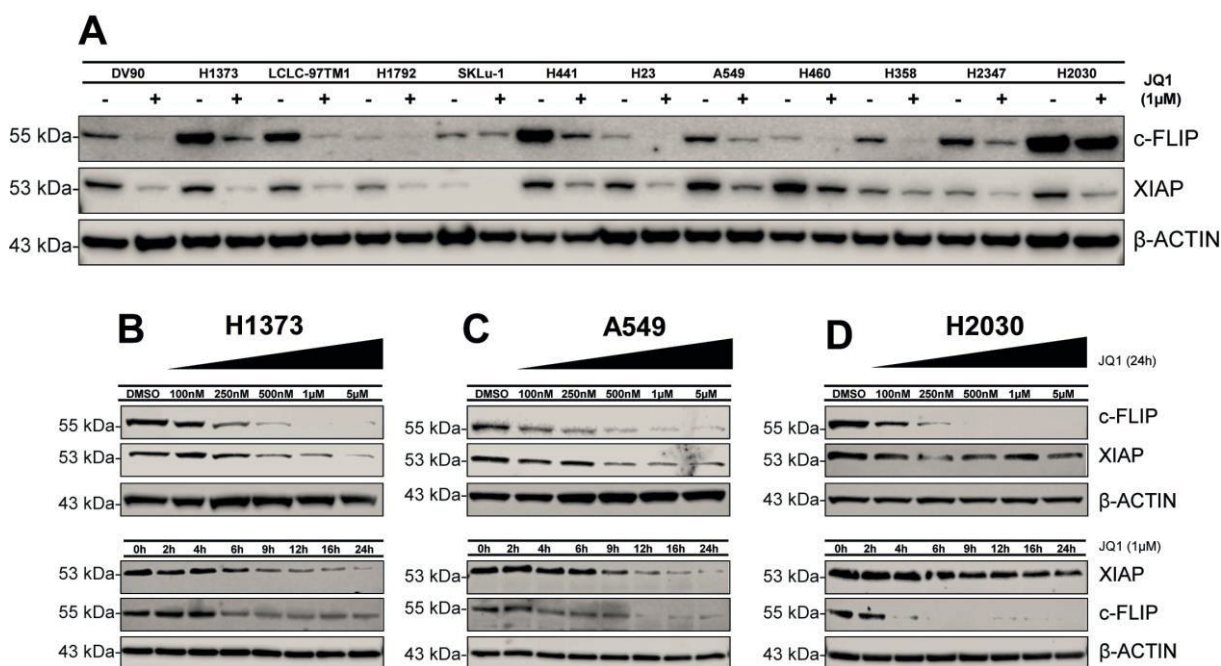 A
DV90 H1373 LCLC-97TM1 H1792 SKLu-1 H441 H23 A549 H460 H358 H2347 H2030 JQ1
- + - + - + - + - + - + - + - + - + - + - + - + (1µM)
55 kDa- c-FLIP
53 kDa- XIAP
43 kDa- β-ACTIN
B H1373
DMSO 100nM 250nM 500nM 1µM 5µM
55 kDa-
53 kDa-
43 kDa-
0h 2h 4h 6h 9h 12h 16h 24h
53 kDa-
55 kDa-
43 kDa-
C A549
DMSO 100nM 250nM 500nM 1µM 5µM
55 kDa-
53 kDa-
43 kDa-
0h 2h 4h 6h 9h 12h 16h 24h
53 kDa-
55 kDa-
43 kDa-
D H2030
JQ1 (24h)
DMSO 100nM 250nM 500nM 1µM 5µM
55 kDa- c-FLIP
53 kDa- XIAP
43 kDa- β-ACTIN
0h 2h 4h 6h 9h 12h 16h 24h JQ1 (1µM)
53 kDa- XIAP
55 kDa- c-FLIP
43 kDa- β-ACTIN